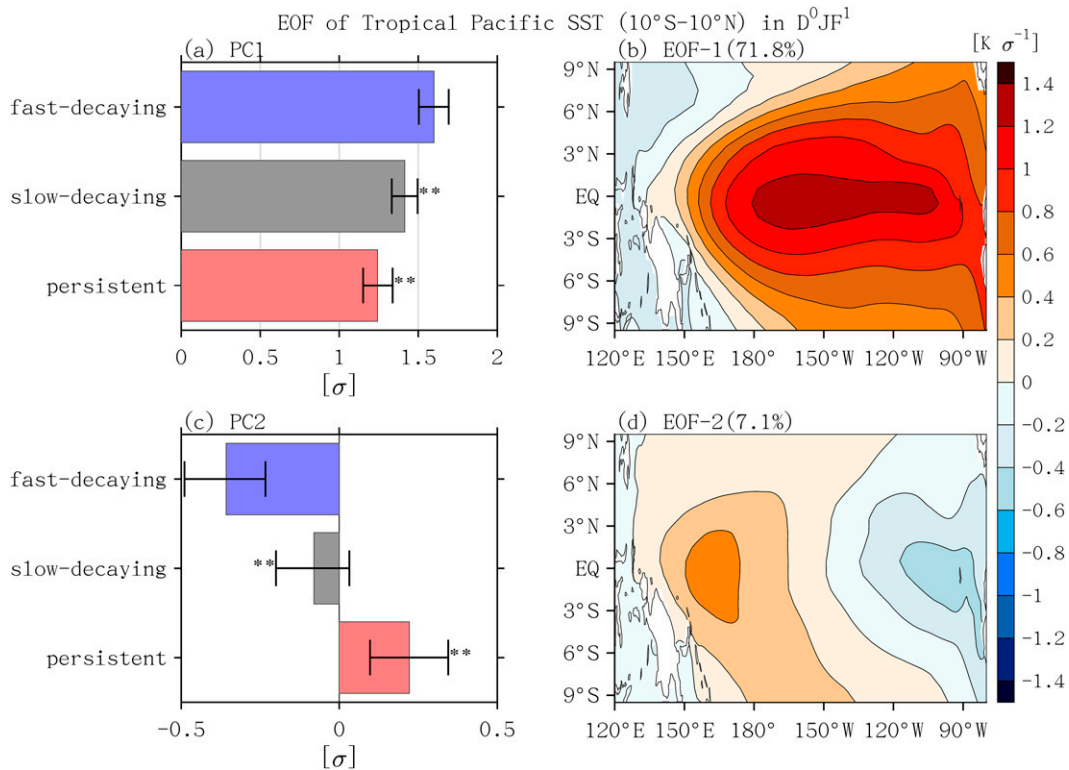 EOF of Tropical Pacific SST (10°S-10°N) in D⁰JF¹
(a) PC1
fast-decaying
slow-decaying
**
persistent
**
0 0.5 1 1.5 2
[σ]
(b) EOF-1(71.8%)
9°N
6°N
3°N
EQ
3°S
6°S
9°S
120°E 150°E 180° 150°W 120°W 90°W
[K σ⁻¹]
1.4
1.2
1
0.8
0.6
0.4
0.2
0
-0.2
-0.4
-0.6
-0.8
-1
-1.2
-1.4
(c) PC2
fast-decaying
slow-decaying
**
persistent
**
-0.5 0 0.5
[σ]
(d) EOF-2(7.1%)
9°N
6°N
3°N
EQ
3°S
6°S
9°S
120°E 150°E 180° 150°W 120°W 90°W